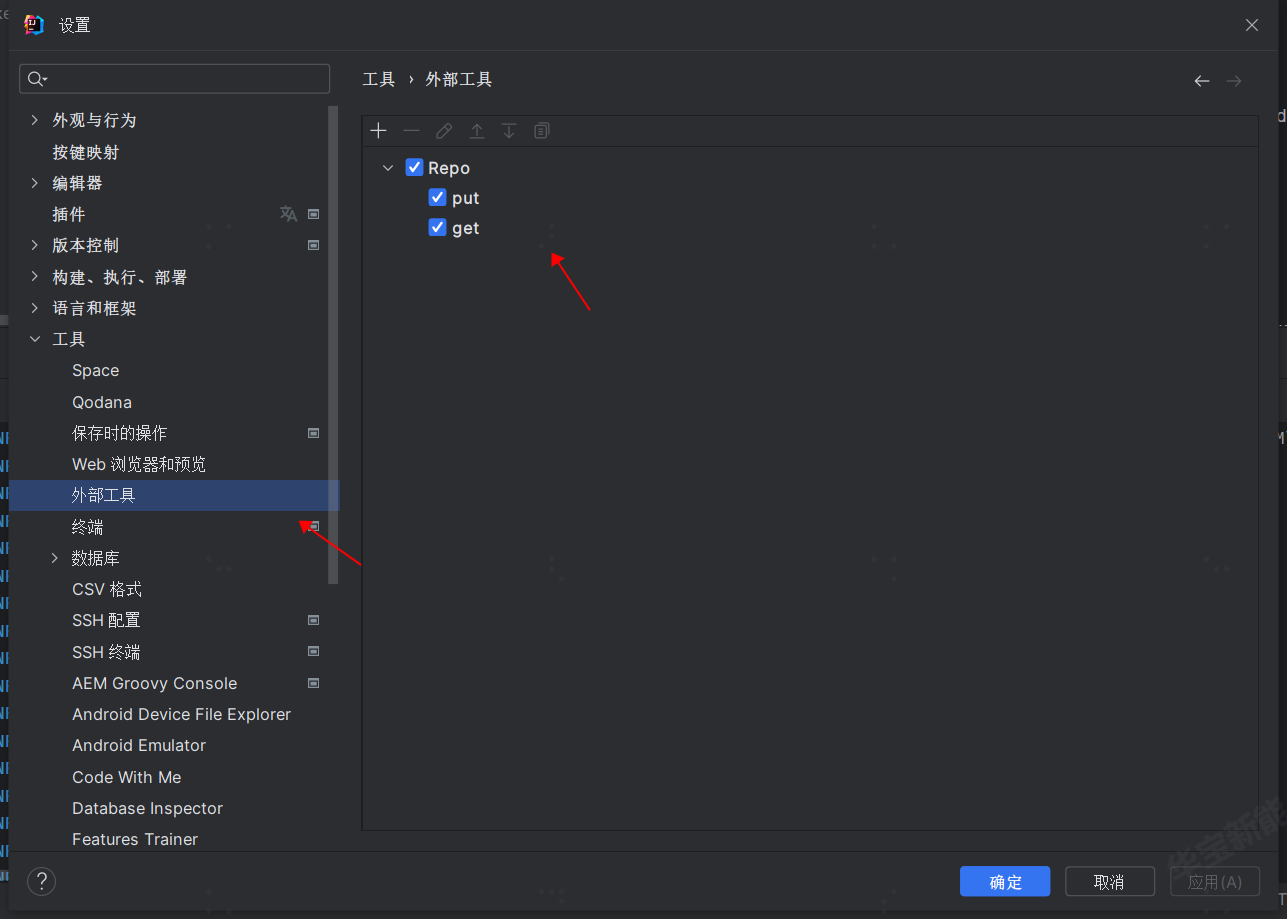 设置
工具 › 外部工具
外观与行为
按键映射
编辑器
插件
版本控制
构建、执行、部署
语言和框架
工具
Space
Qodana
保存时的操作
Web 浏览器和预览
外部工具
终端
数据库
CSV 格式
SSH 配置
SSH 终端
AEM Groovy Console
Android Device File Explorer
Android Emulator
Code With Me
Database Inspector
Features Trainer
Repo
put
get
?
确定
取消
应用(A)
华宝新能